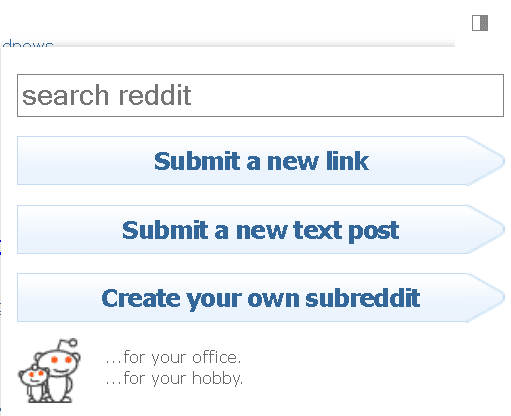 search reddit
Submit a new link
Submit a new text post
Create your own subreddit
...for your office.
...for your hobby.